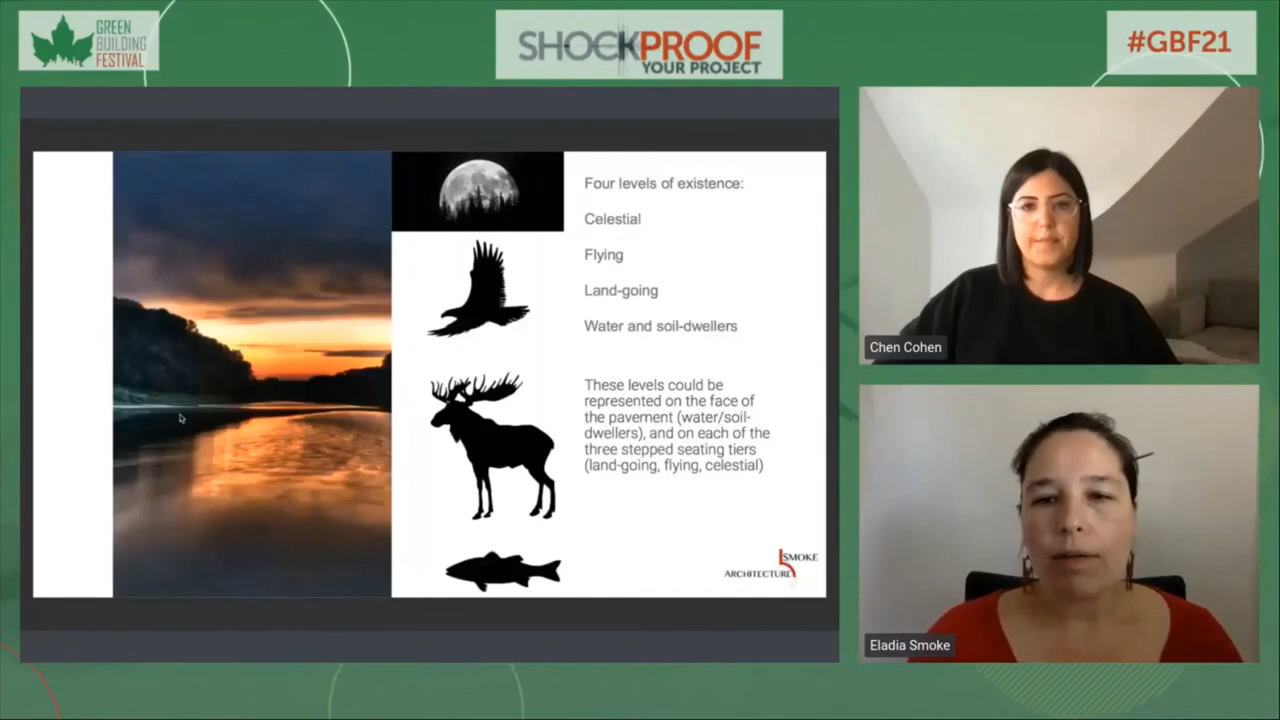 GREEN
BUILDING
FESTIVAL
SHOCKPROOF
YOUR PROJECT
#GBF21
Four levels of existence:
Celestial
Flying
Land-going
Water and soil-dwellers
These levels could be
represented on the face of
the pavement (water/soil-
dwellers), and on each of the
three stepped seating tiers
(land-going, flying, celestial)
SMOKE
ARCHITECTURE
Chen Cohen
Eladia Smoke